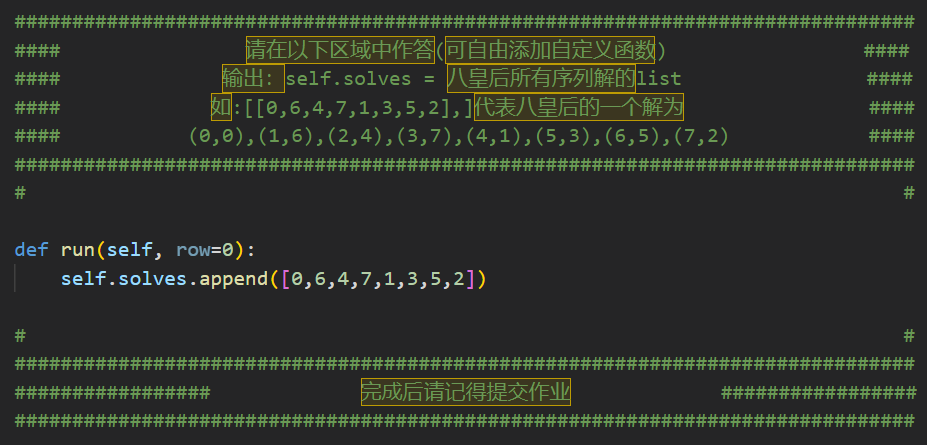 ##############################################################################
#### 请在以下区域中作答(可自由添加自定义函数) ####
#### 输出: self.solves = 八皇后所有序列解的list ####
#### 如:[[0,6,4,7,1,3,5,2],]代表八皇后的一个解为 ####
#### (0,0),(1,6),(2,4),(3,7),(4,1),(5,3),(6,5),(7,2) ####
##############################################################################
# #
def run(self, row=0):
self.solves.append([0,6,4,7,1,3,5,2])
# #
##############################################################################
################# 完成后请记得提交作业 #################
##############################################################################